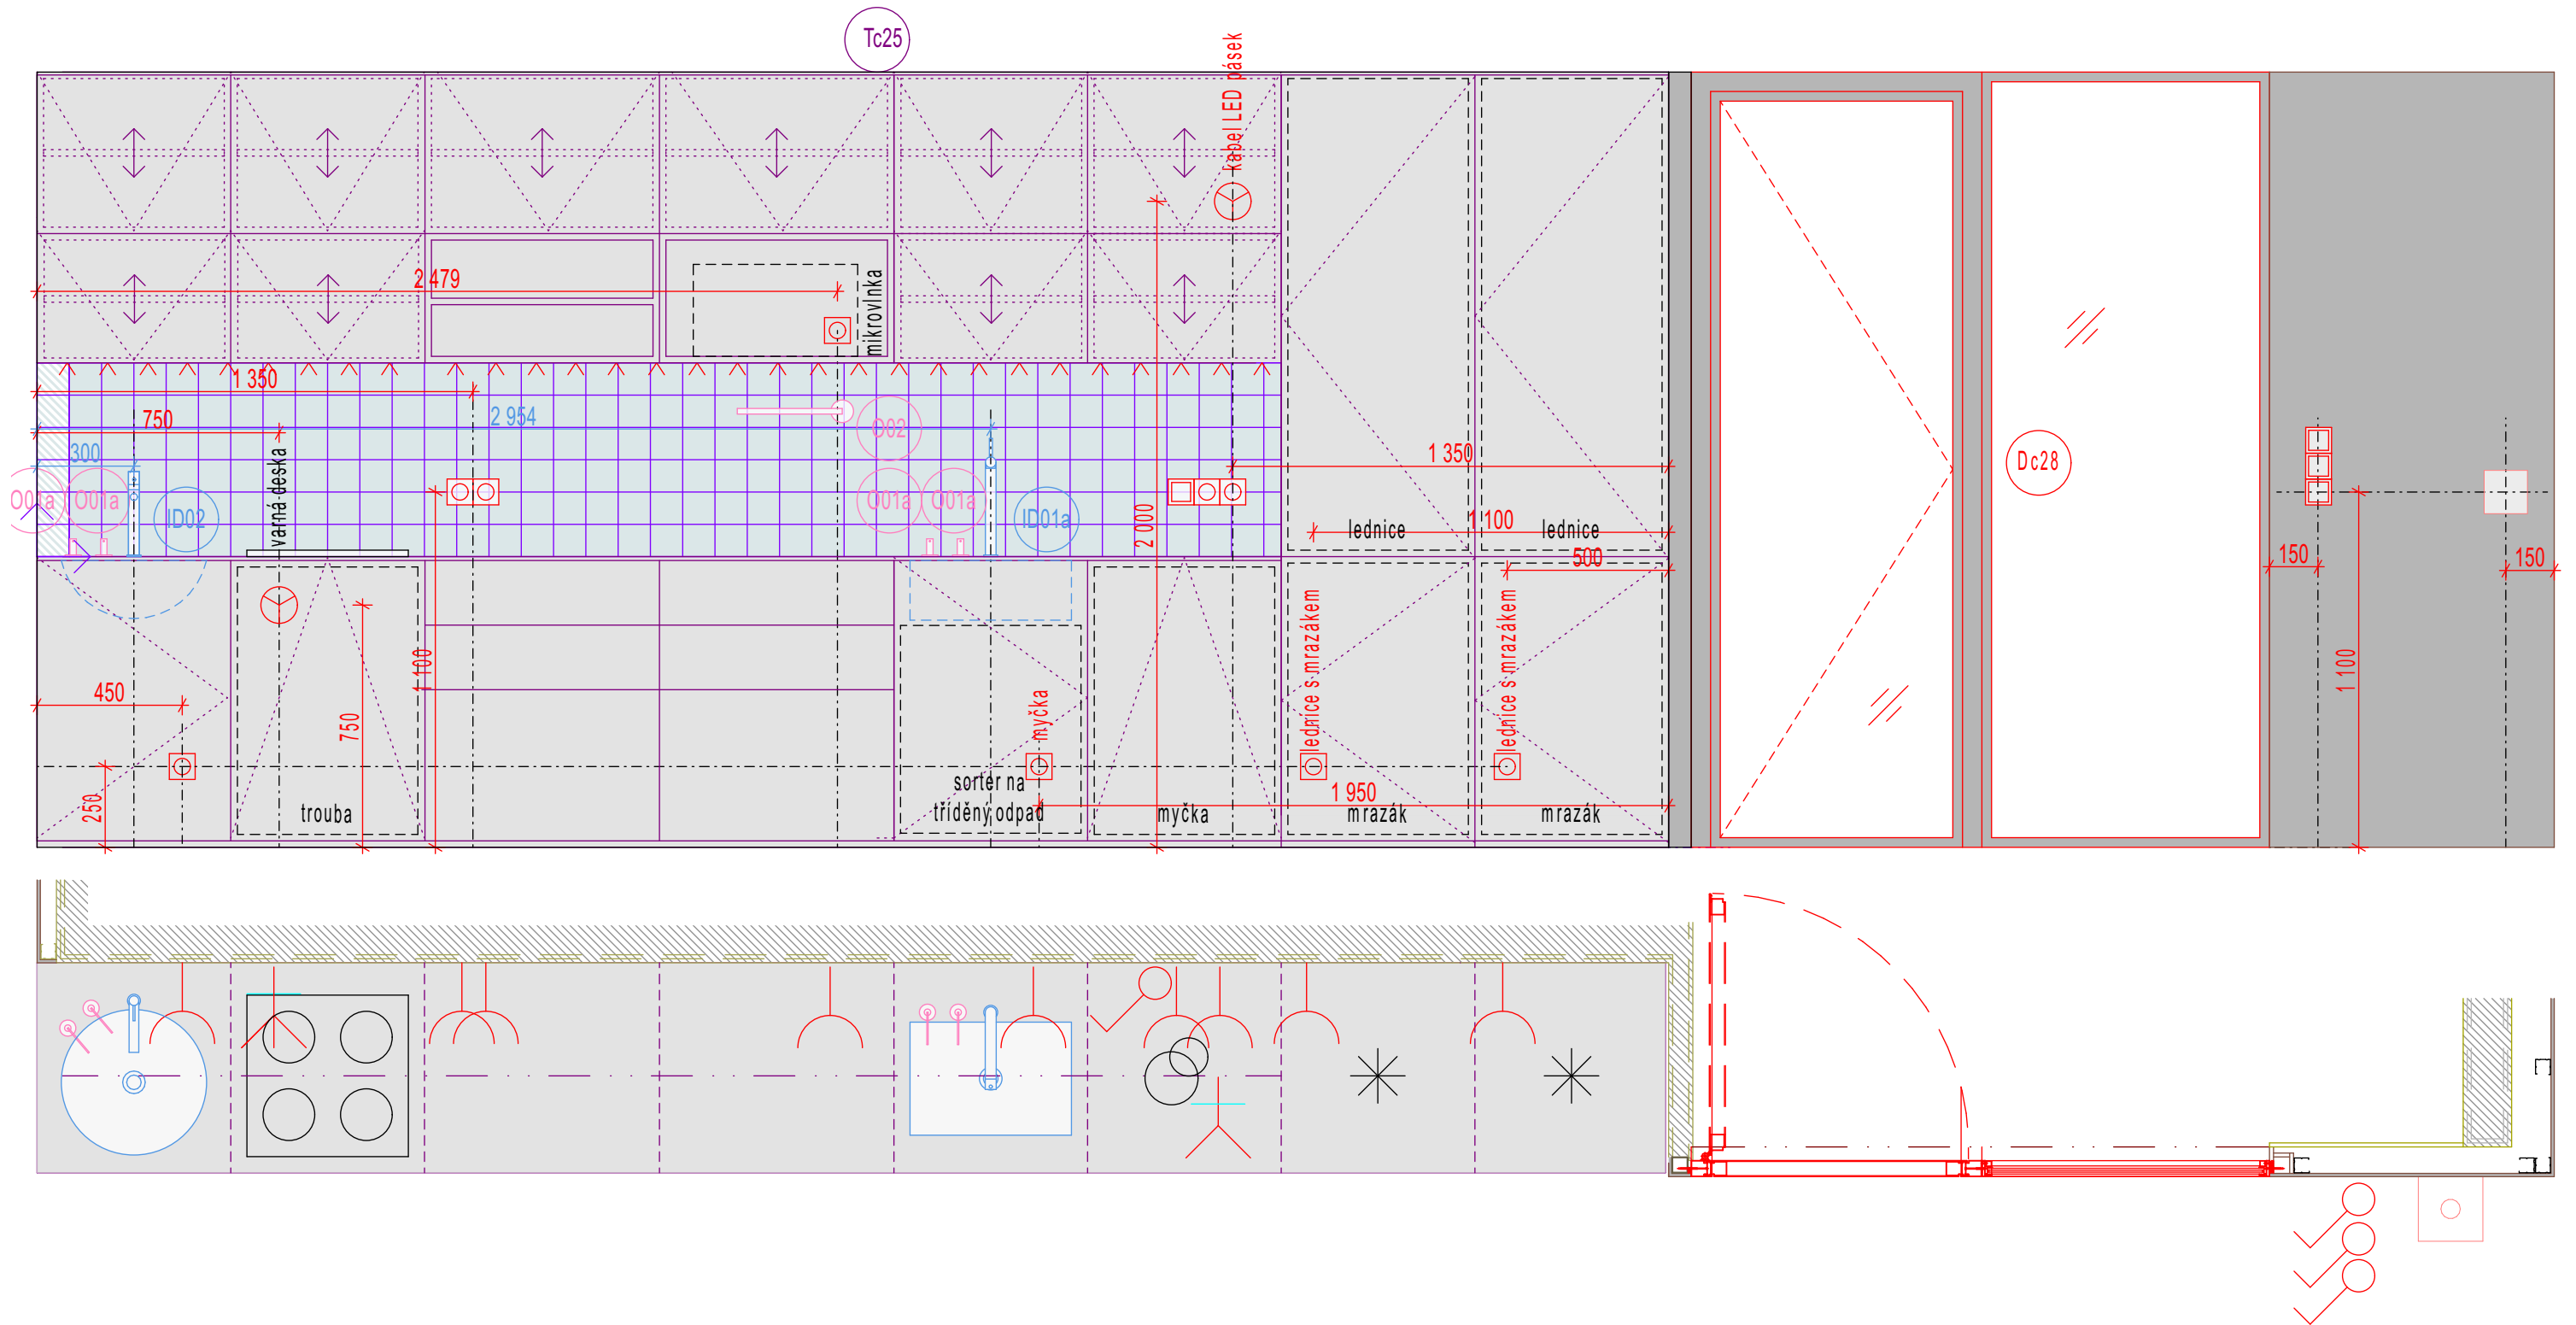 Tc25
kabel LED pásek
2 479
mikrovlnka
1 350
750
2 954
300
varná deska
O02
O01a
O01a
O01a
O01a
ID02
ID01a
2 000
1 350
lednice
1 100
lednice
500
Dc28
150
150
1 100
lednice s mrazákem
lednice s mrazákem
450
750
1 100
myčka
250
trouba
sorter na
tříděný odpad
myčka
1 950
mrazák
mrazák